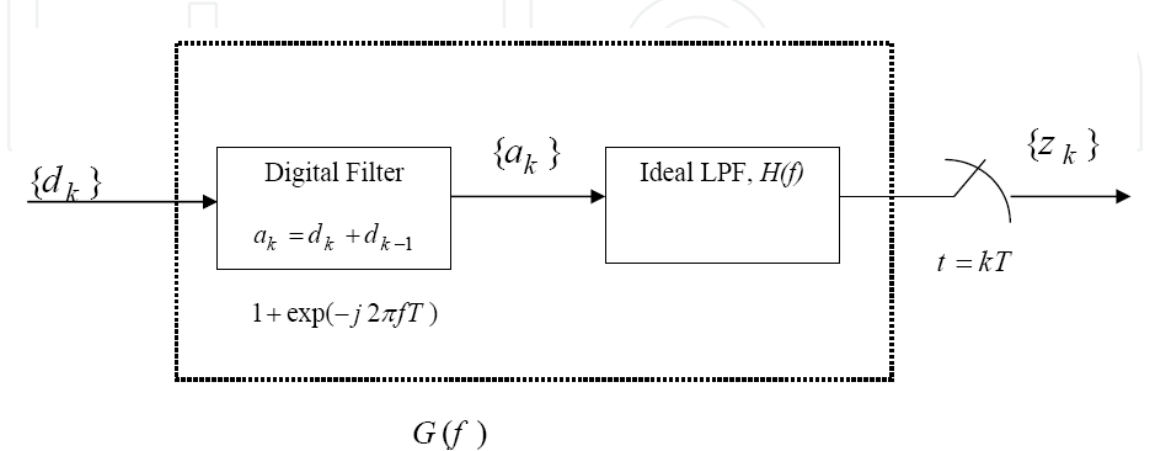 {d_k}
Digital Filter
a_k = d_k + d_{k-1}
1 + exp(-j 2πfT)
{a_k}
Ideal LPF, H(f)
{z_k}
t = kT
G(f)